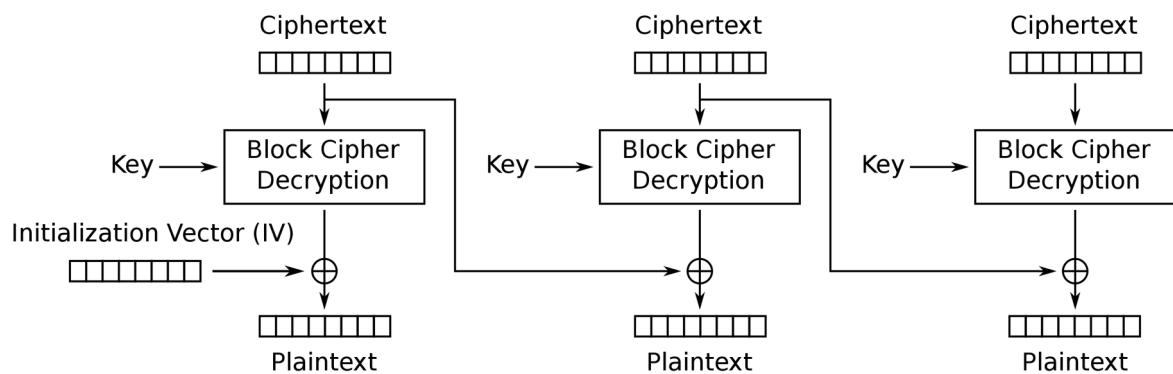 Ciphertext
Ciphertext
Ciphertext
Key
Block Cipher
Decryption
Key
Block Cipher
Decryption
Key
Block Cipher
Decryption
Initialization Vector (IV)
Plaintext
Plaintext
Plaintext